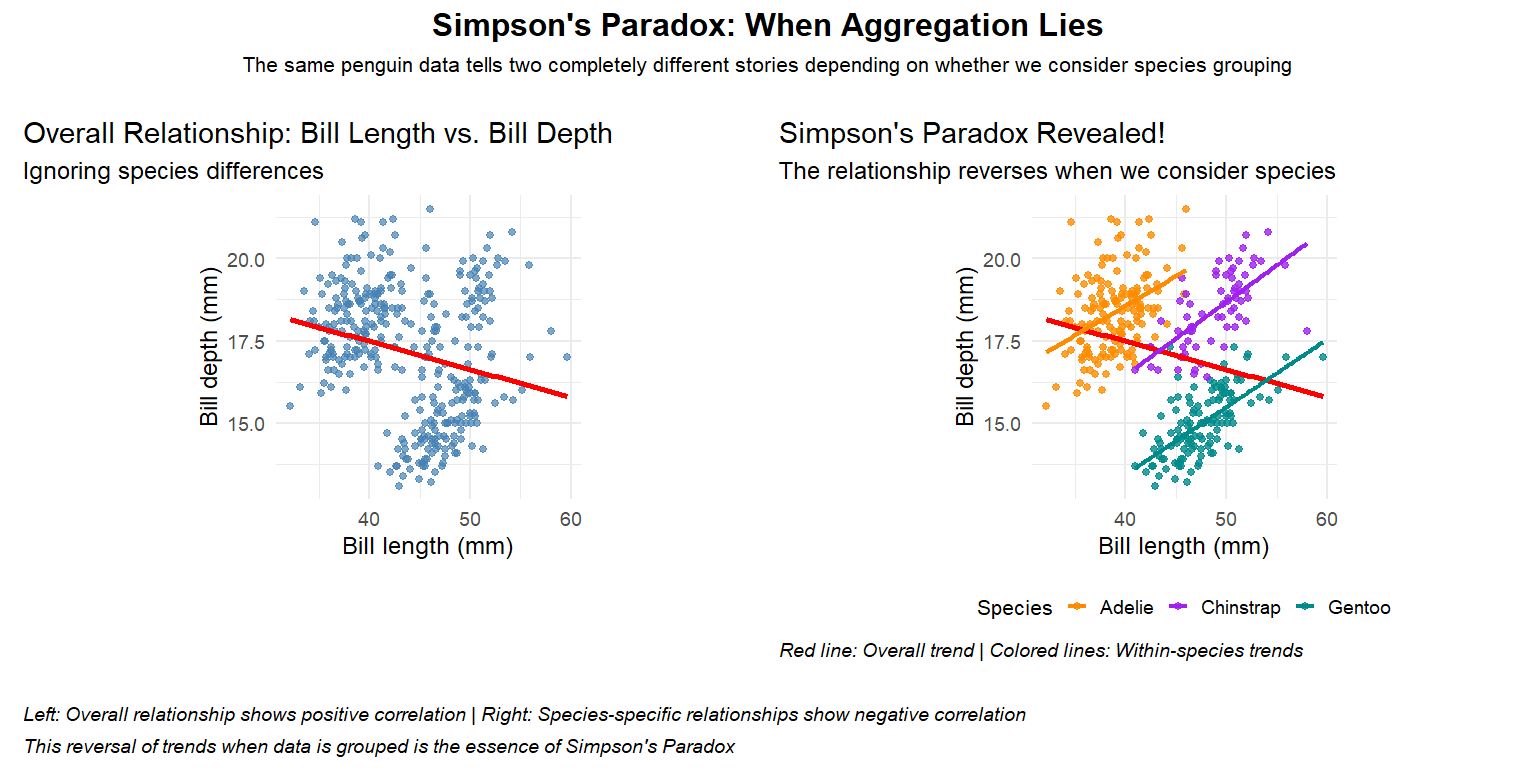 Simpson's Paradox: When Aggregation Lies
The same penguin data tells two completely different stories depending on whether we consider species grouping
Overall Relationship: Bill Length vs. Bill Depth
Ignoring species differences
20.0
17.5
15.0
Bill depth (mm)
40 50 60
Bill length (mm)
Simpson's Paradox Revealed!
The relationship reverses when we consider species
20.0
17.5
15.0
Bill depth (mm)
40 50 60
Bill length (mm)
Species Adelie Chinstrap Gentoo
Red line: Overall trend | Colored lines: Within-species trends
Left: Overall relationship shows positive correlation | Right: Species-specific relationships show negative correlation
This reversal of trends when data is grouped is the essence of Simpson's Paradox